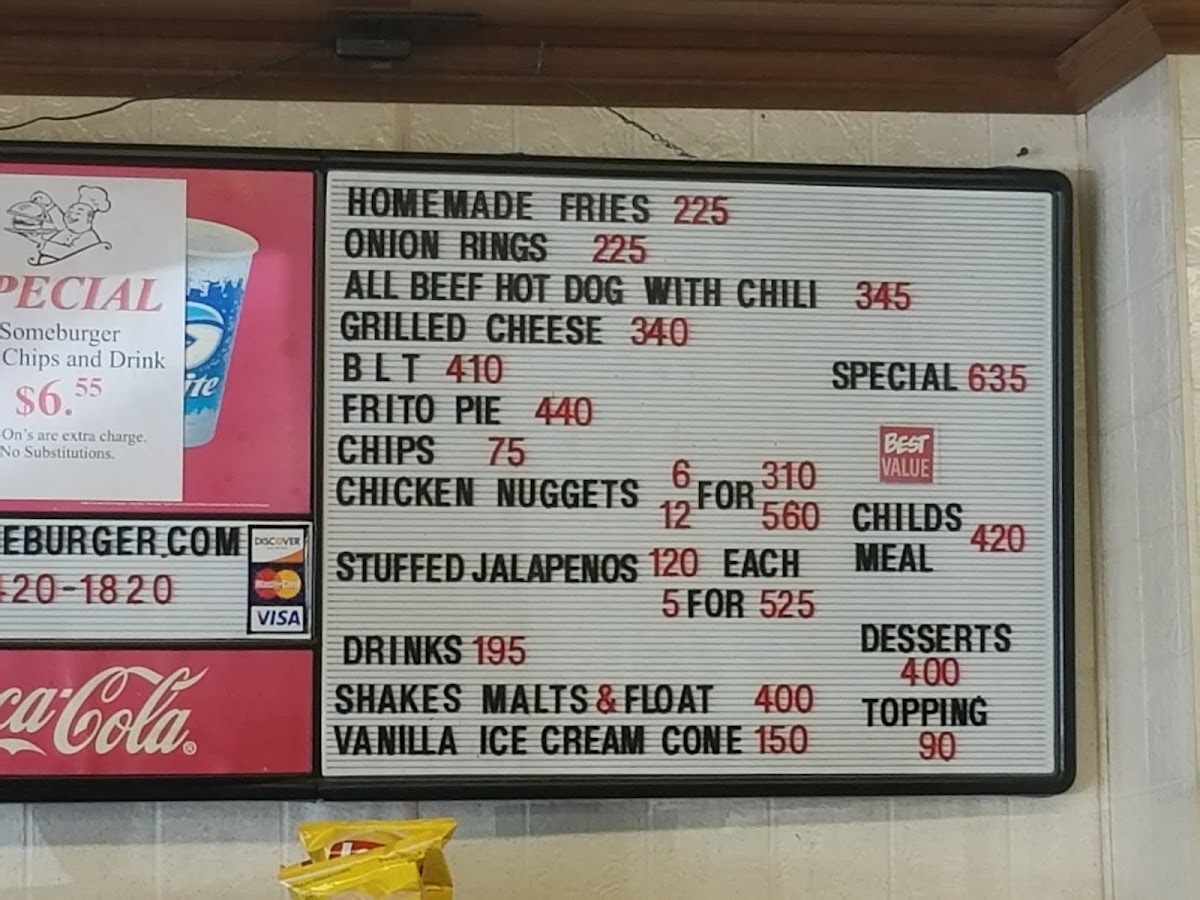 PECIAL
Someburger
Chips and Drink
$6.55
On's are extra charge.
No Substitutions.
ite
EBURGER.COM
20-1820
DISCOVER
MasterCard
VISA
ca-Cola®
HOMEMADE FRIES 225
ONION RINGS 225
ALL BEEF HOT DOG WITH CHILI 345
GRILLED CHEESE 340
B L T 410
SPECIAL 635
FRITO PIE 440
CHIPS 75
BEST
VALUE
CHICKEN NUGGETS 6 FOR 310
12 560
CHILDS
MEAL 420
STUFFED JALAPENOS 120 EACH
5 FOR 525
DRINKS 195
DESSERTS
400
SHAKES MALTS & FLOAT 400
TOPPING
90
VANILLA ICE CREAM CONE 150